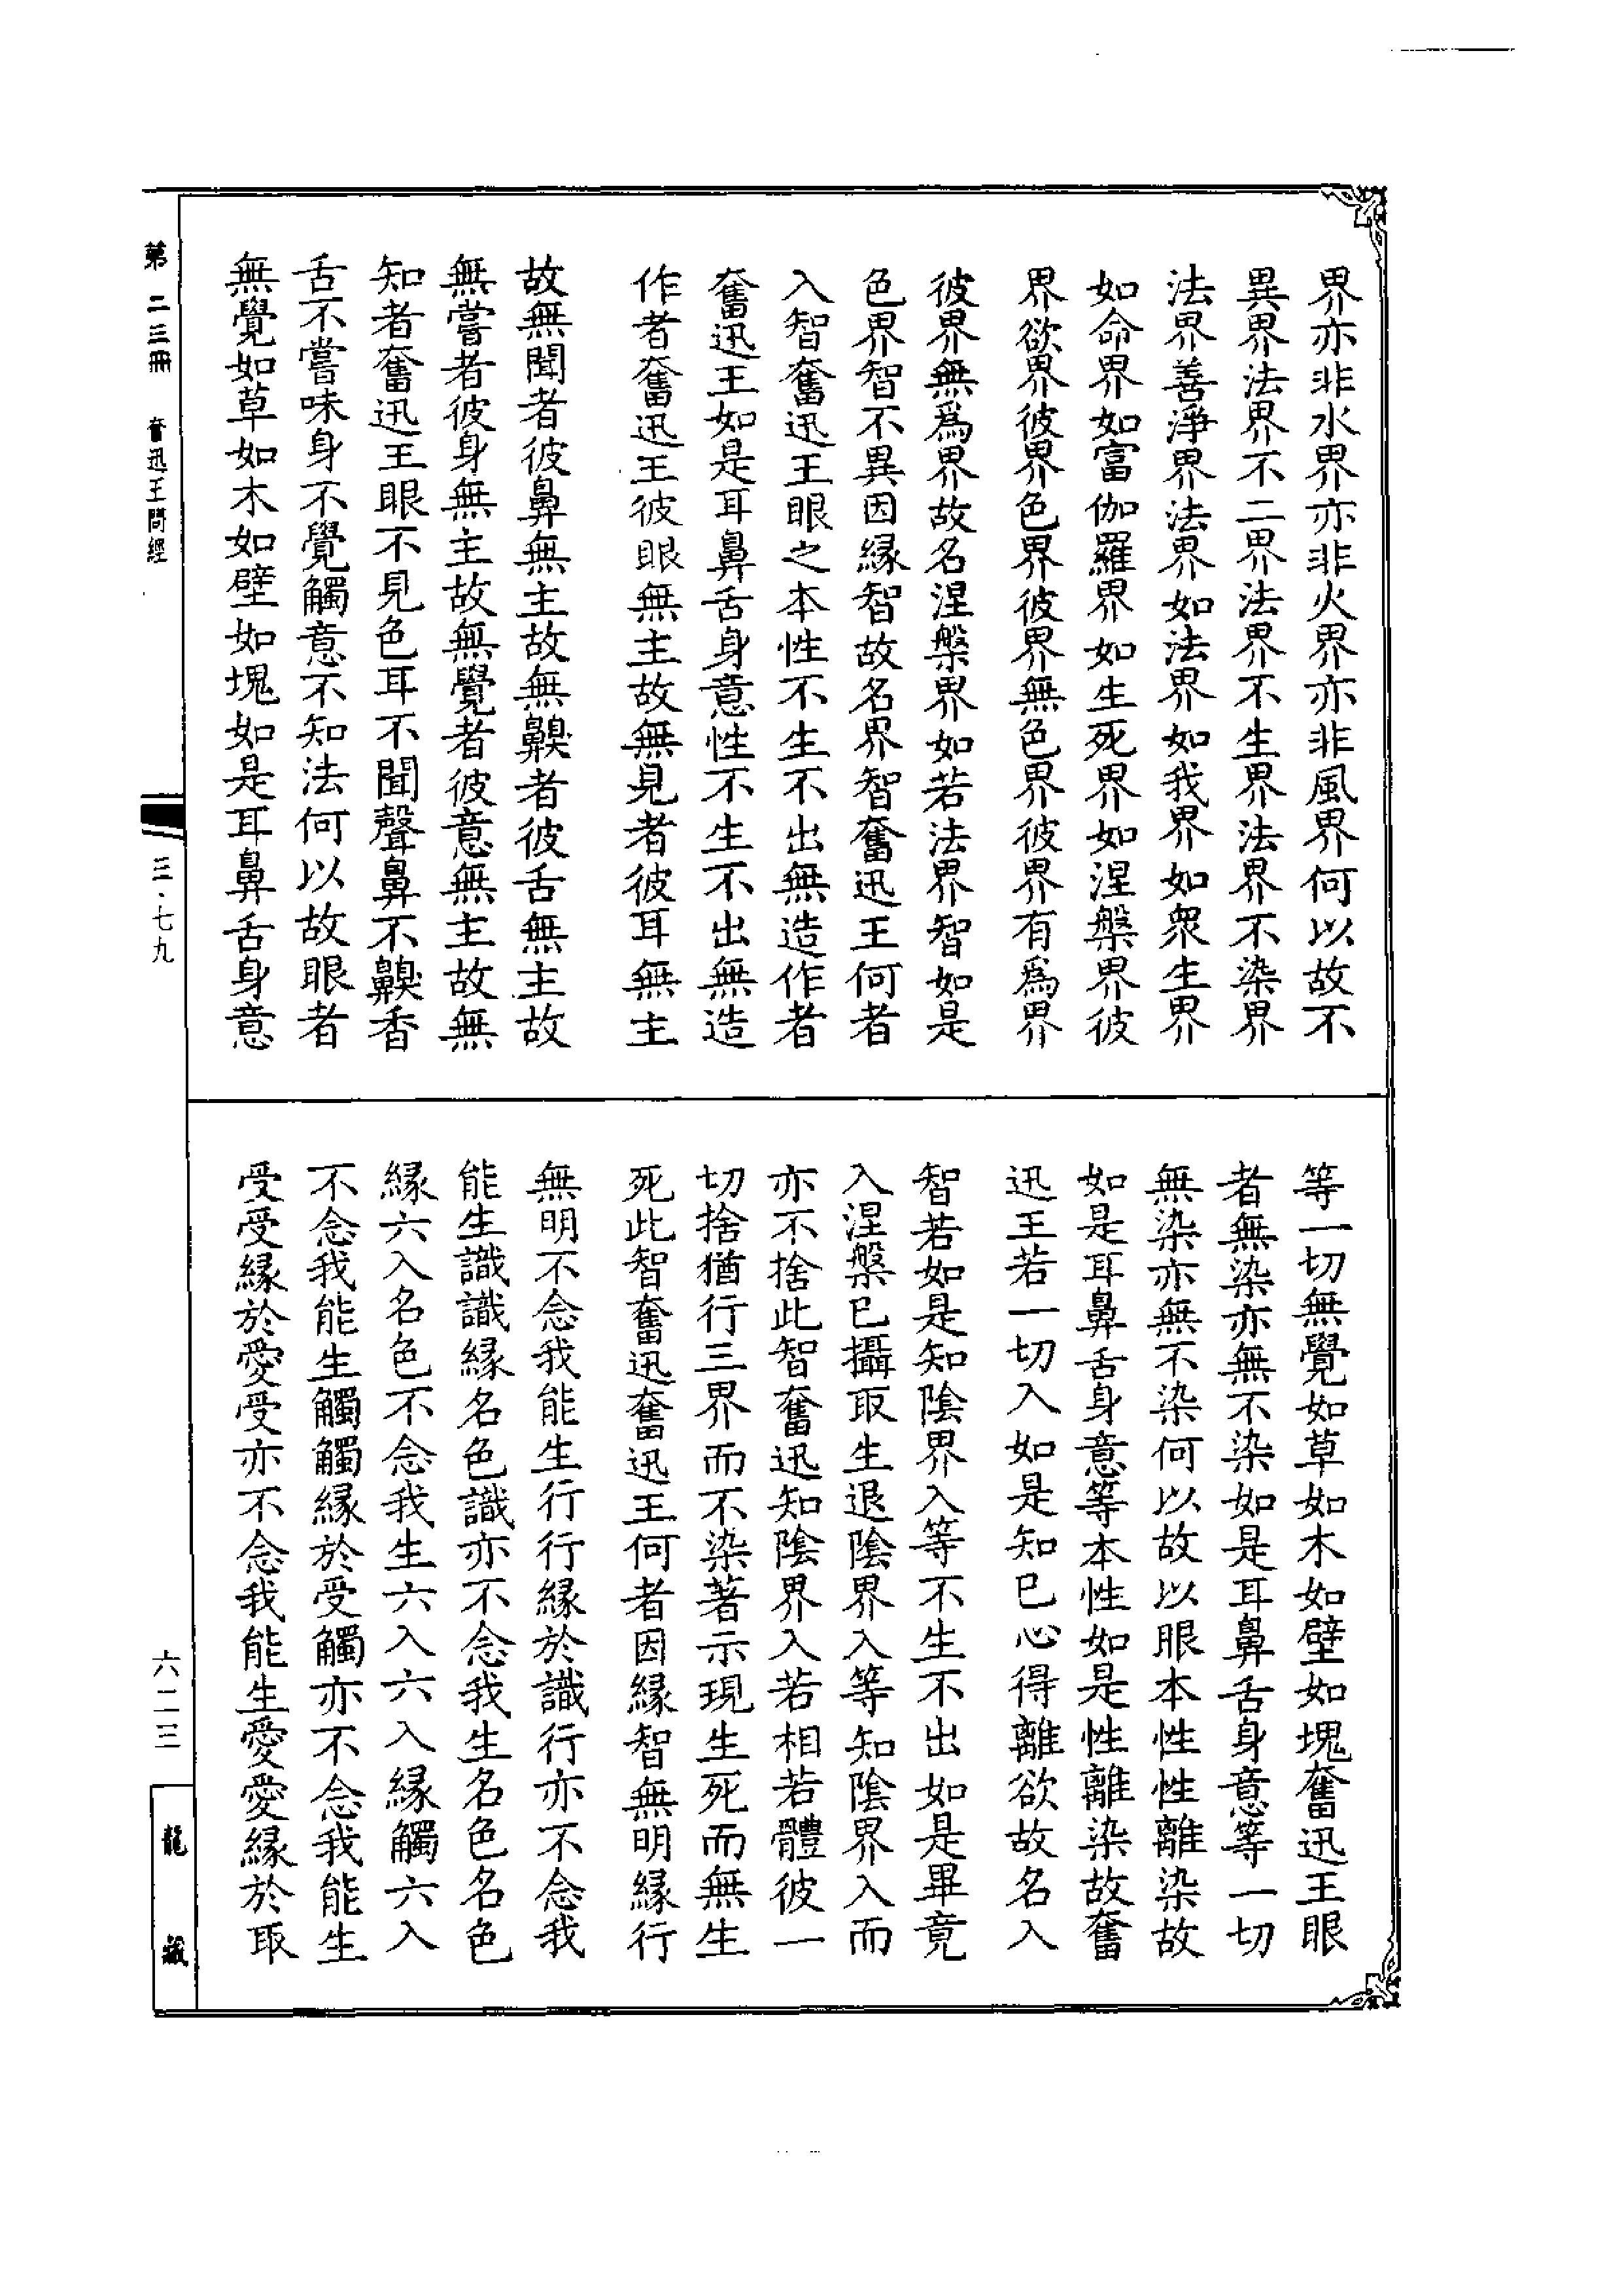 界亦非水界亦非火界亦非風界何以故不
異界法界不二界法界不生界法界不染界
法界善淨界法界如法界如我界如衆生界
如命界如富伽羅界如生死界如涅槃界彼
界欲界彼界色界彼界無色界彼界有爲界
彼界無爲界故名涅槃界如若法界智如是
色界智不異因緣智故名界智奮迅王何者
入智奮迅王眼之本性不生不出無造作者
奮迅王如是耳鼻舌身意性不生不出無造
作者奮迅王彼眼無主故無見者彼耳無主
故無聞者彼鼻無主故無齅者彼舌無主故
無嘗者彼身無主故無覺者彼意無主故無
知者奮迅王眼不見色耳不聞聲鼻不齅香
舌不嘗味身不覺觸意不知法何以故眼者
無覺如草如木如壁如塊如是耳鼻舌身意
等一切無覺如草如木如壁如塊奮迅王眼
者無染亦無不染如是耳鼻舌身意等一切
無染亦無不染何以故以眼本性性離染故
如是耳鼻舌身意等本性如是性離染故奮
迅王若一切入如是知已心得離欲故名入
智若如是知陰界入等不生不出如是畢竟
入涅槃已攝取生退陰界入等知陰界入而
亦不捨此智奮迅知陰界入若相若體彼一
切捨猶行三界而不染著示現生死而無生
死此智奮迅奮迅王何者因緣智無明緣行
無明不念我能生行行緣於識行亦不念我
能生識識緣名色識亦不念我生名色名色
緣六入名色不念我生六入六入緣觸六入
不念我能生觸觸緣於受觸亦不念我能生
受受緣於愛受亦不念我能生愛愛緣於取
第二三冊 奮迅王問經
三·七九
六二三
龍藏